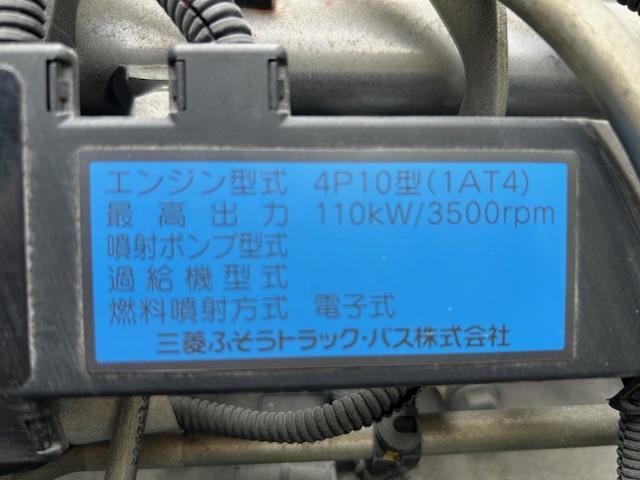 エンジン型式 4P10型(1AT4)
最高出力 110kW/3500rpm
噴射ポンプ型式
過給機型式
燃料噴射方式 電子式
三菱ふそうトラック・バス株式会社